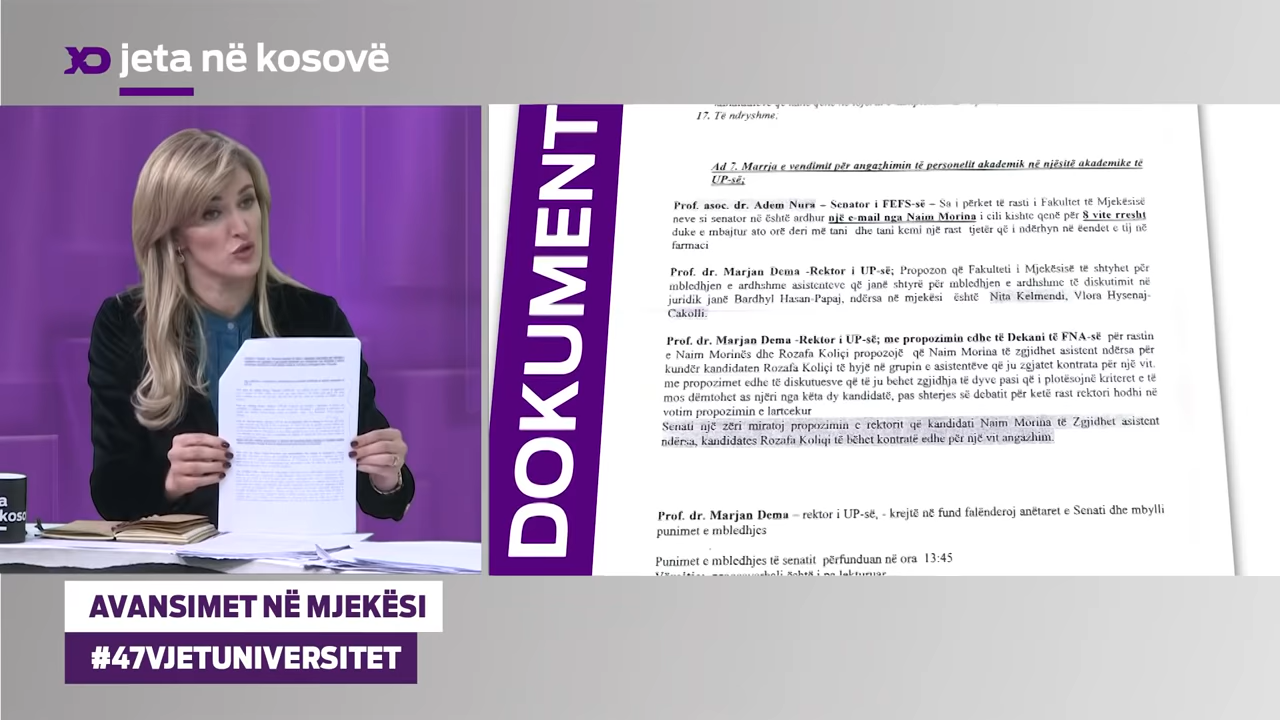 jeta në kosovë
DOKUMENT
17. Të ndryshme;
Ad 7. Marrja e vendimit për angazhimin të personelit akademik në njësitë akademike të
UP-së;
Prof. asoc. dr. Adem Nura – Senator i FEFS-së – Sa i përket të rasti i Fakultet të Mjekësisë
neve si senator në është ardhur një e-mail nga Naim Morina i cili kishte qenë për 8 vite rresht
duke e mbajtur ato orë deri më tani dhe tani kemi një rast tjetër që i ndërhyn në ëendet e tij në
farmaci
Prof. dr. Marjan Dema -Rektor i UP-së; Propozon që Fakulteti i Mjekësisë të shtyhet për
mbledhjen e ardhshme asistenteve që janë shtyrë për mbledhjen e ardhshme të diskutimit në
juridik janë Bardhyl Hasan-Papaj, ndërsa në mjekësi është Nita Kelmendi, Vlora Hysenaj-
Cakolli.
Prof. dr. Marjan Dema -Rektor i UP-së; me propozimin edhe të Dekani të FNA-së për rastin
e Naim Morinës dhe Rozafa Koliçi propozojë që Naim Morina të zgjidhet asistent ndërsa për
kundër kandidaten Rozafa Koliçi të hyjë në grupin e asistentëve që ju zgjatet kontrata për një vit.
me propozimet edhe të diskutuesve që të ju behet zgjidhja të dyve pasi që i plotësojnë kriteret e të
mos dëmtohet as njëri nga këta dy kandidatë, pas shterjes së debatit për ketë rast rektori hodhi në
votim propozimin e lartcekur
Senati një zëri miratoj propozimin e rektorit që kandidat Naim Morina të Zgjidhet asistent
ndërsa, kandidates Rozafa Koliqi të bëhet kontratë edhe për një vit angazhim.
Prof. dr. Marjan Dema – rektor i UP-së, - krejtë në fund falënderoj anëtaret e Senati dhe mbylli
punimet e mbledhjes
Punimet e mbledhjes të senatit përfunduan në ora 13:45
AVANSIMET NË MJEKËSI
#47VJETUNIVERSITET